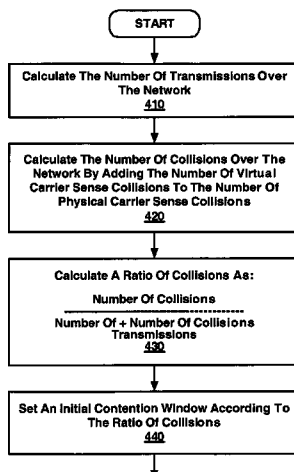 START
Calculate The Number Of Transmissions Over
The Network
410
Calculate The Number Of Collisions Over The
Network By Adding The Number Of Virtual
Carrier Sense Collisions To The Number Of
Physical Carrier Sense Collisions
420
Calculate A Ratio Of Collisions As:
Number Of Collisions
Number Of + Number Of Collisions
Transmissions
430
Set An Initial Contention Window According To
The Ratio Of Collisions
440